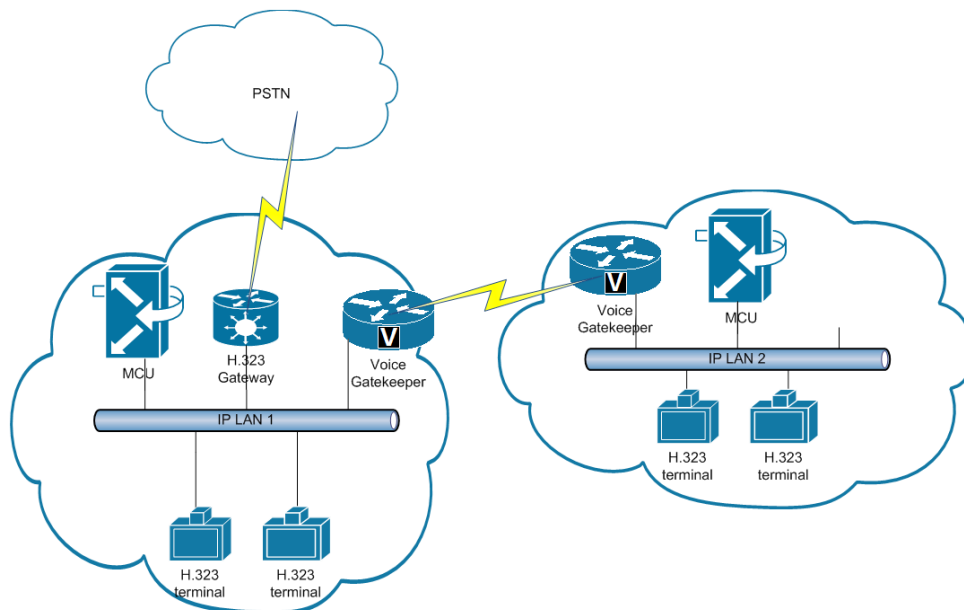 PSTN
MCU
H.323
Gateway
V
Voice
Gatekeeper
IP LAN 1
H.323
terminal
H.323
terminal
V
Voice
Gatekeeper
MCU
IP LAN 2
H.323
terminal
H.323
terminal